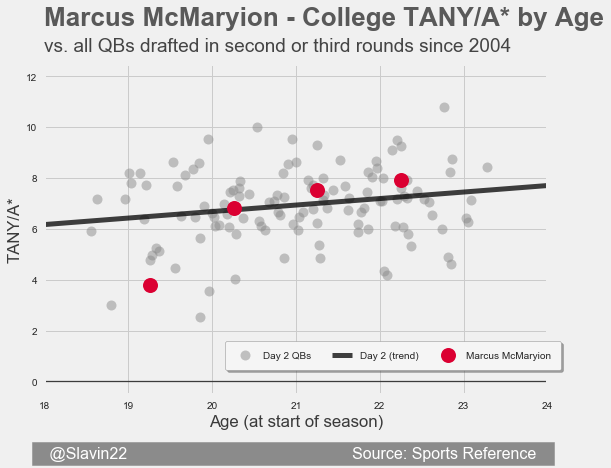 Marcus McMaryion - College TANY/A* by Age
vs. all QBs drafted in second or third rounds since 2004
12
10
8
6
4
2
0
TANY/A*
Day 2 QBs
Day 2 (trend)
Marcus McMaryion
18
19
20
21
22
23
24
Age (at start of season)
@Slavin22
Source: Sports Reference